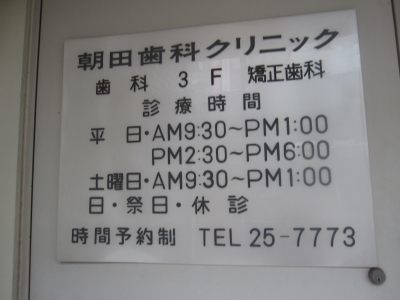 朝田歯科クリニック
歯科 3F 矯正歯科
診療時間
平日・AM9:30～PM1:00
PM2:30～PM6:00
土曜日・AM9:30～PM1:00
日・祭日・休診
時間予約制 TEL 25-7773